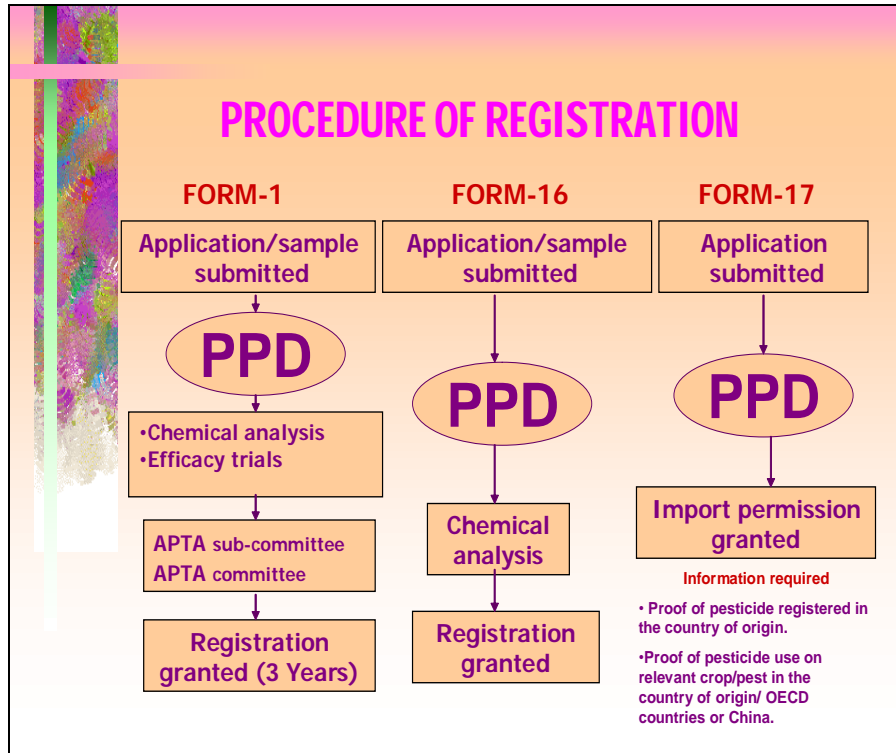 PROCEDURE OF REGISTRATION
FORM-1
Application/sample
submitted
PPD
•Chemical analysis
•Efficacy trials
APTA sub-committee
APTA committee
Registration
granted (3 Years)
FORM-16
Application/sample
submitted
PPD
Chemical
analysis
Registration
granted
FORM-17
Application
submitted
PPD
Import permission
granted
Information required
• Proof of pesticide registered in
the country of origin.
•Proof of pesticide use on
relevant crop/pest in the
country of origin/ OECD
countries or China.